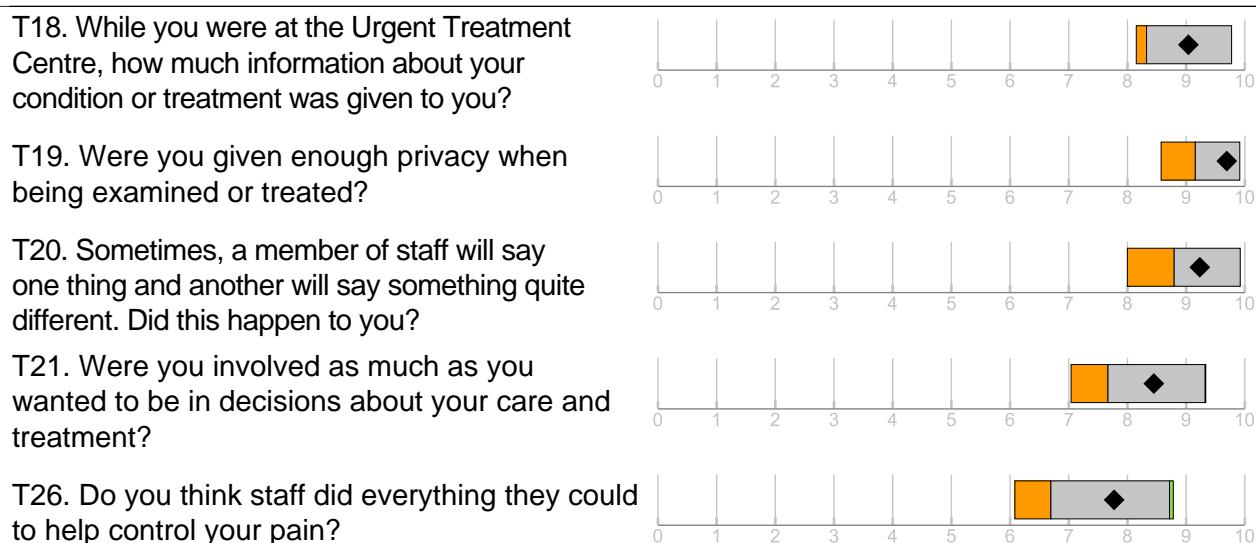 T18. While you were at the Urgent Treatment
Centre, how much information about your
condition or treatment was given to you?
0 1 2 3 4 5 6 7 8 9 10
T19. Were you given enough privacy when
being examined or treated?
0 1 2 3 4 5 6 7 8 9 10
T20. Sometimes, a member of staff will say
one thing and another will say something quite
different. Did this happen to you?
0 1 2 3 4 5 6 7 8 9 10
T21. Were you involved as much as you
wanted to be in decisions about your care and
treatment?
0 1 2 3 4 5 6 7 8 9 10
T26. Do you think staff did everything they could
to help control your pain?
0 1 2 3 4 5 6 7 8 9 10